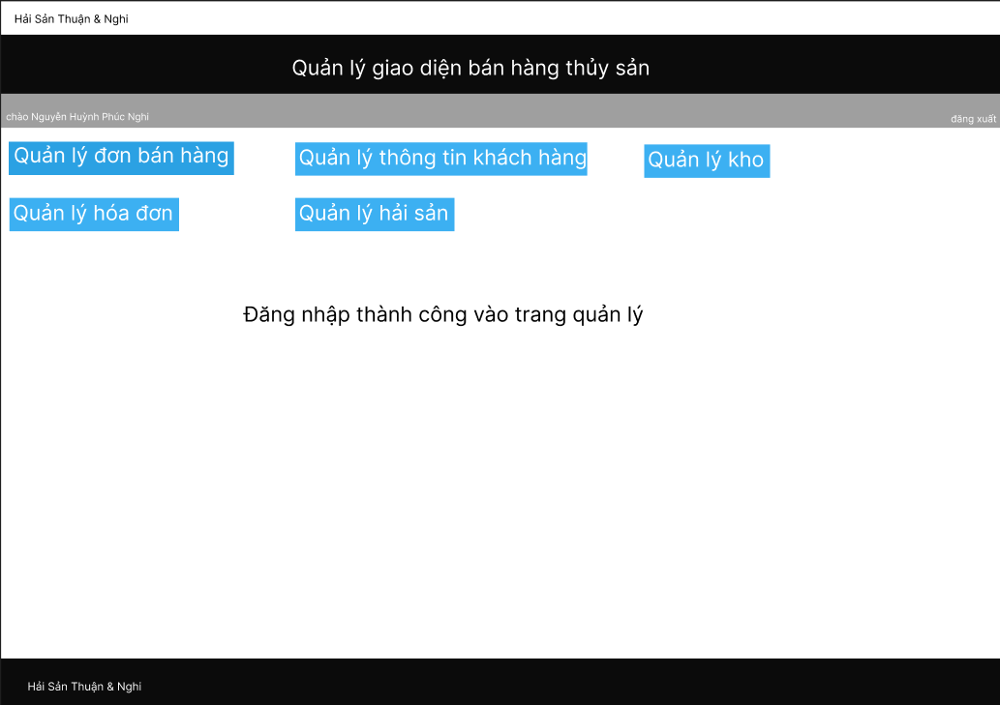 Hải Sản Thuận & Nghi
Quản lý giao diện bán hàng thủy sản
chào Nguyễn Huỳnh Phúc Nghi
đăng xuất
Quản lý đơn bán hàng
Quản lý thông tin khách hàng
Quản lý kho
Quản lý hóa đơn
Quản lý hải sản
Đăng nhập thành công vào trang quản lý
Hải Sản Thuận & Nghi